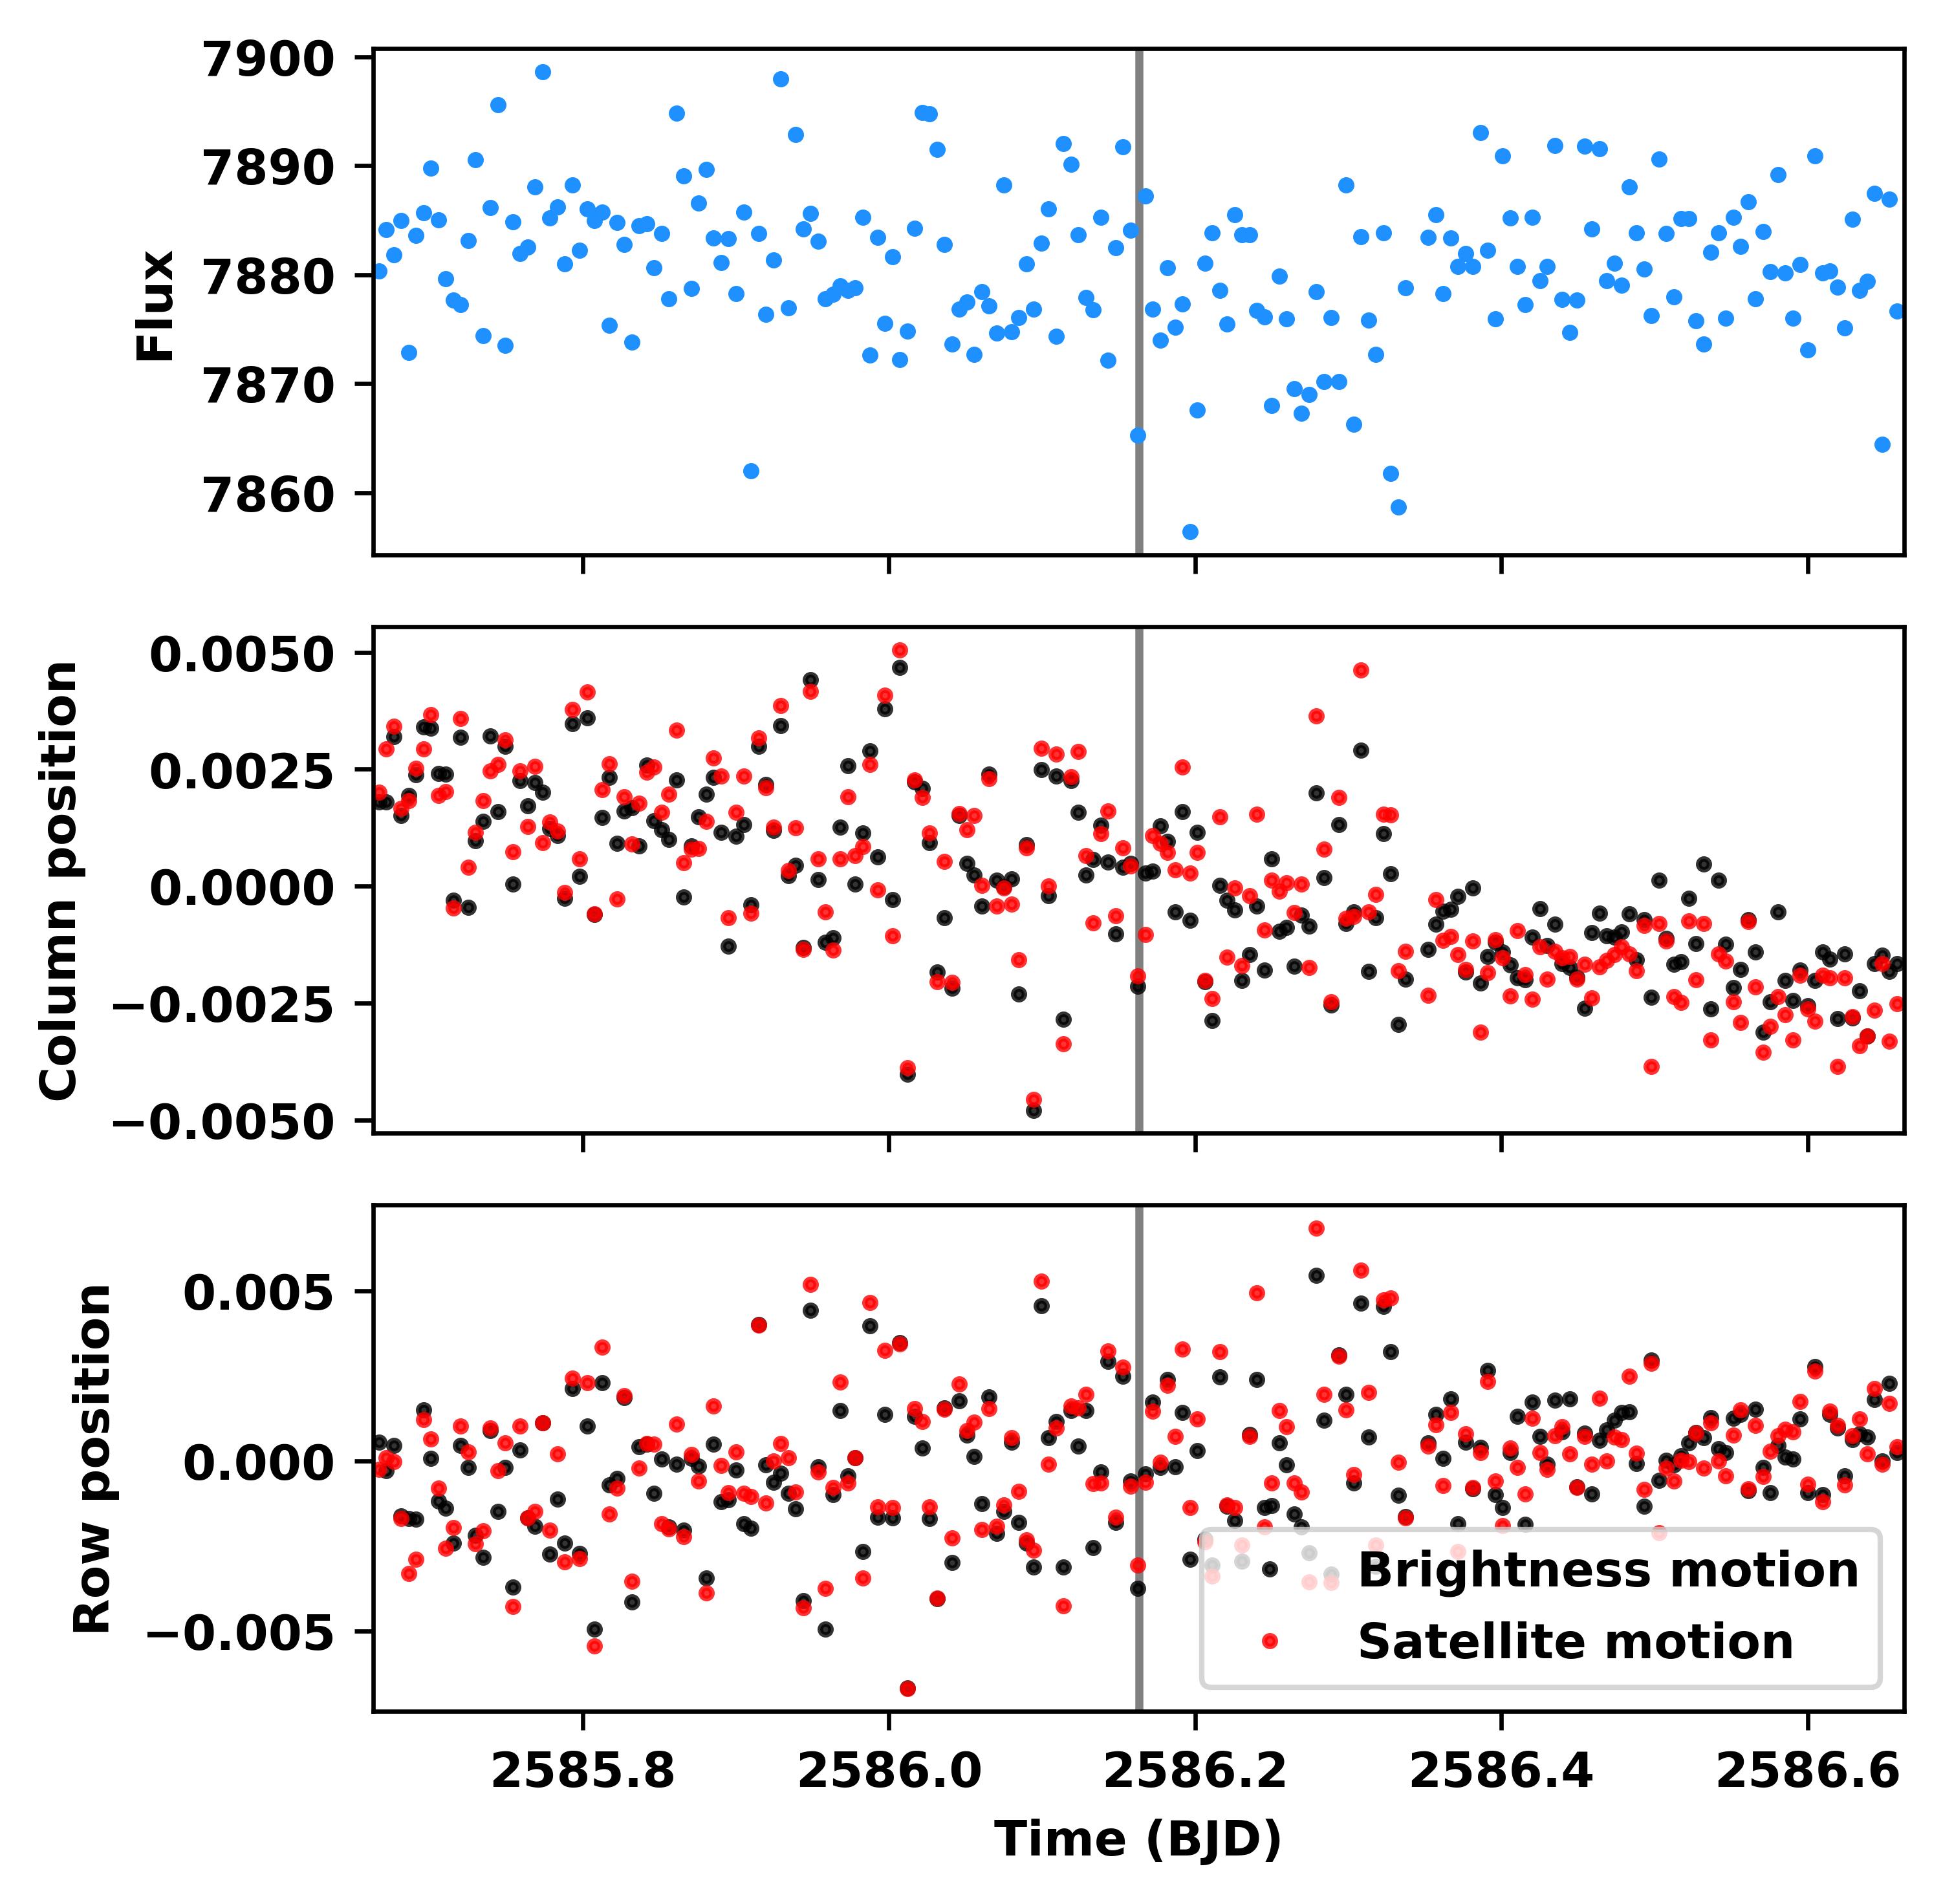 7900
7890
7880
7870
7860
Flux
0.0050
0.0025
0.0000
−0.0025
−0.0050
Column position
0.005
0.000
−0.005
Row position
Brightness motion
Satellite motion
2585.8 2586.0 2586.2 2586.4 2586.6
Time (BJD)